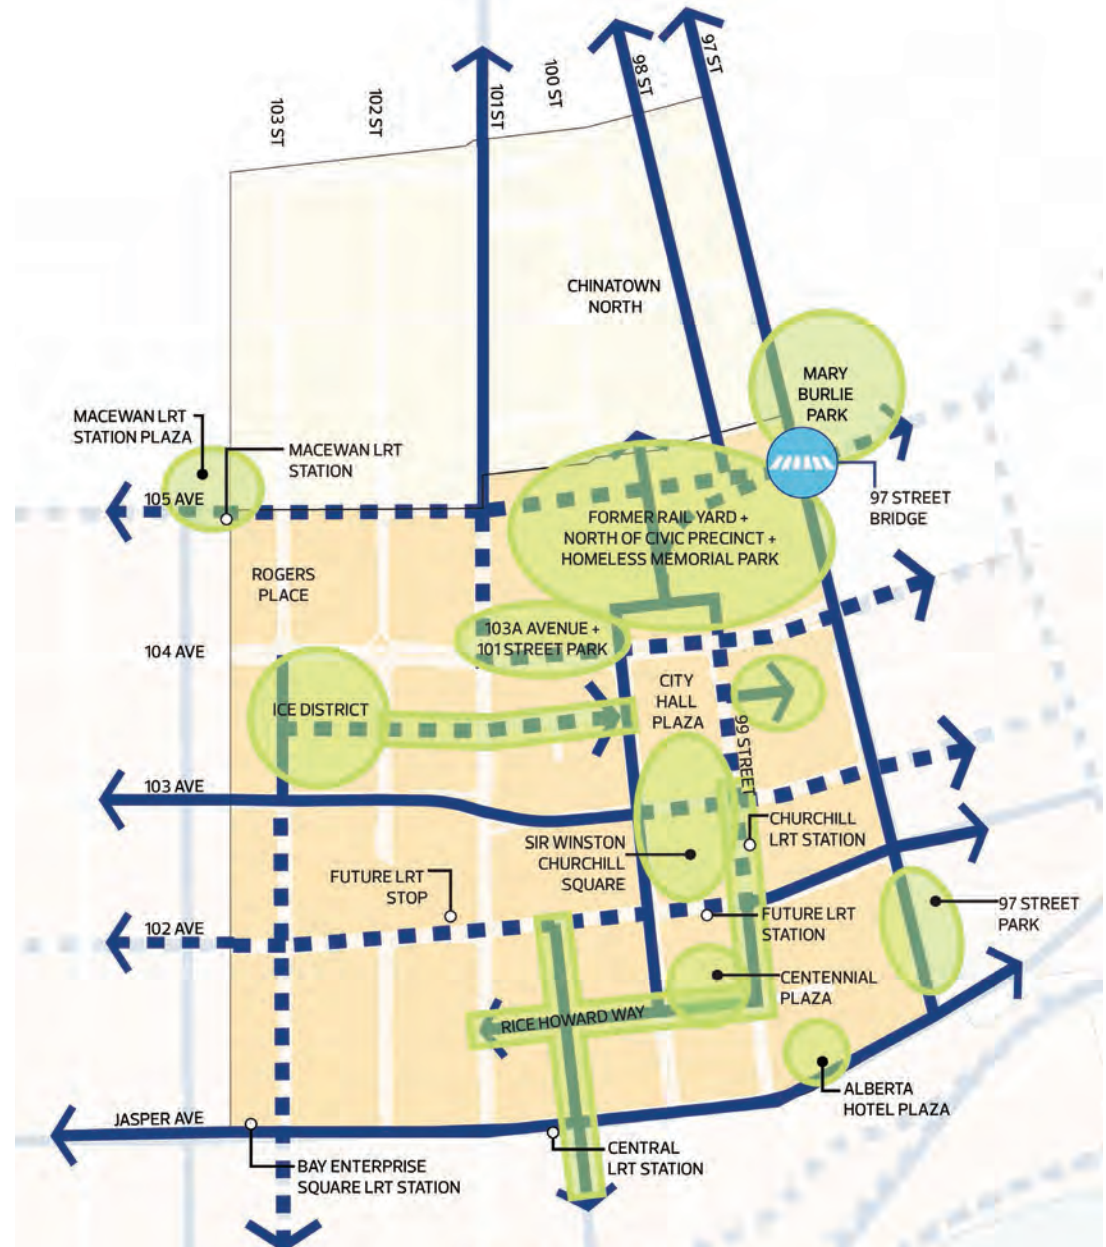 97 ST
98 ST
100 ST
101 ST
102 ST
103 ST
CHINATOWN
NORTH
MARY
BURLIE
PARK
MACEWAN LRT
STATION PLAZA
MACEWAN LRT
STATION
105 AVE
97 STREET
BRIDGE
FORMER RAIL YARD +
NORTH OF CIVIC PRECINCT +
HOMELESS MEMORIAL PARK
ROGERS
PLACE
103A AVENUE +
101 STREET PARK
104 AVE
CITY
HALL
PLAZA
ICE DISTRICT
99 STREET
103 AVE
CHURCHILL
LRT STATION
SIR WINSTON
CHURCHILL
SQUARE
FUTURE LRT
STOP
97 STREET
PARK
FUTURE LRT
STATION
102 AVE
CENTENNIAL
PLAZA
RICE HOWARD WAY
ALBERTA
HOTEL PLAZA
JASPER AVE
CENTRAL
LRT STATION
BAY ENTERPRISE
SQUARE LRT STATION